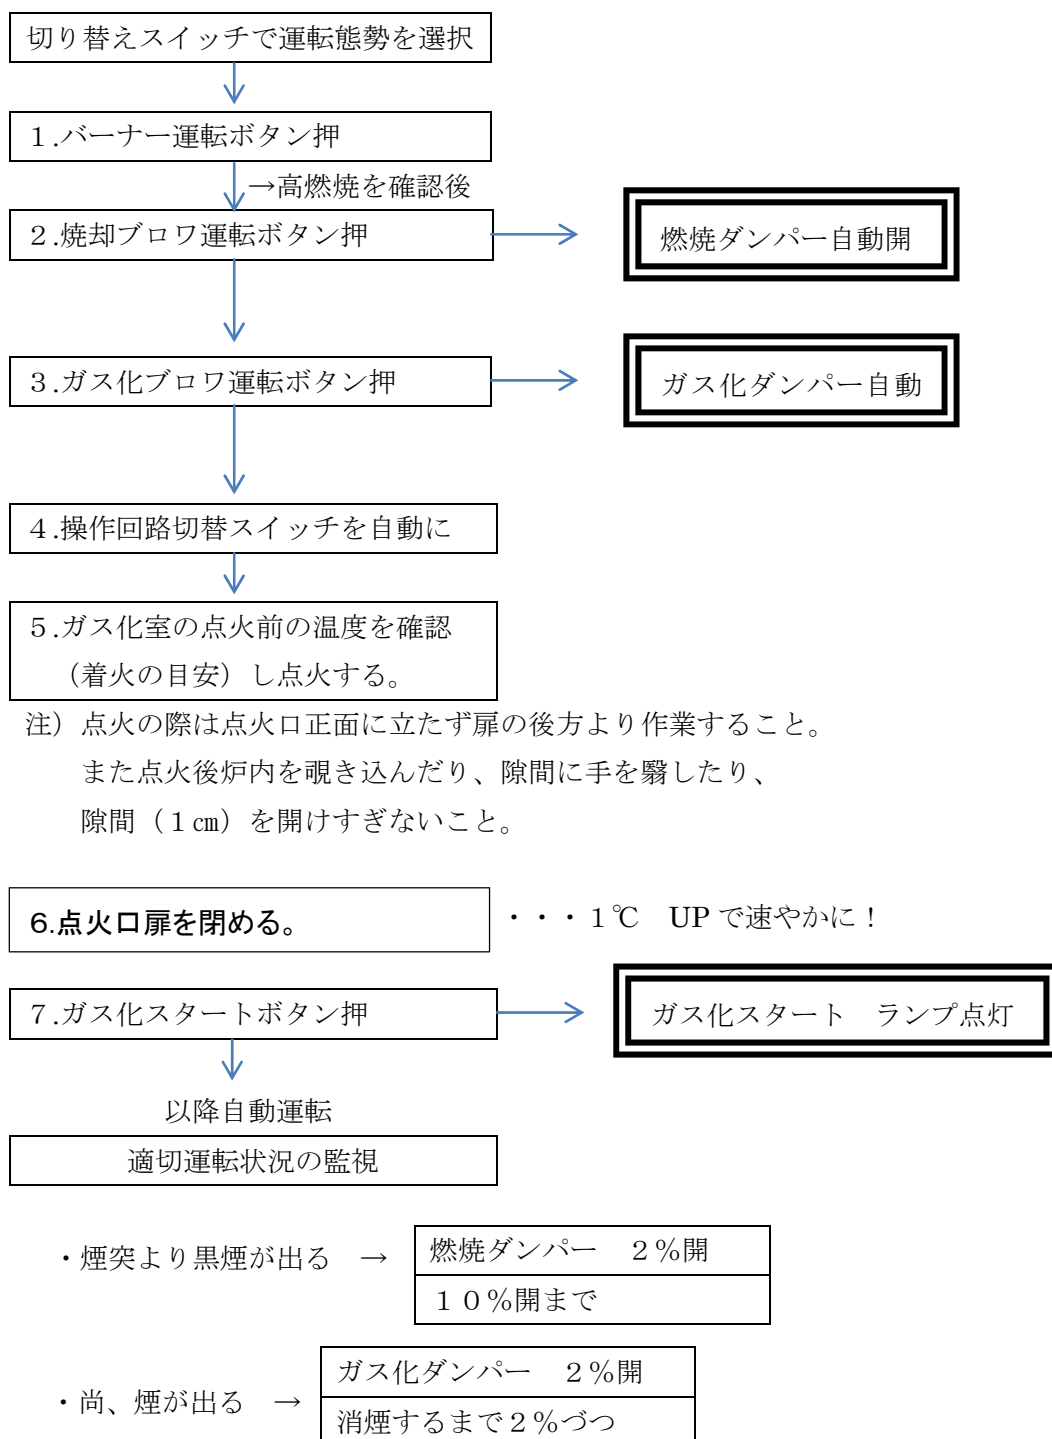 切り替えスイッチで運転態勢を選択
１.バーナー運転ボタン押
→高燃焼を確認後
２.焼却ブロワ運転ボタン押
燃焼ダンパー自動開
３.ガス化ブロワ運転ボタン押
ガス化ダンパー自動
４.操作回路切替スイッチを自動に
５.ガス化室の点火前の温度を確認
（着火の目安）し点火する。
注）点火の際は点火口正面に立たず扉の後方より作業すること。
また点火後炉内を覗き込んだり、隙間に手を翳したり、
隙間（１㎝）を開けすぎないこと。
6.点火口扉を閉める。
・・・１℃　UPで速やかに！
７.ガス化スタートボタン押
ガス化スタート　ランプ点灯
以降自動運転
適切運転状況の監視
・煙突より黒煙が出る　→
燃焼ダンパー　２％開
１０％開まで
・尚、煙が出る　→
ガス化ダンパー　２％開
消煙するまで２％づつ